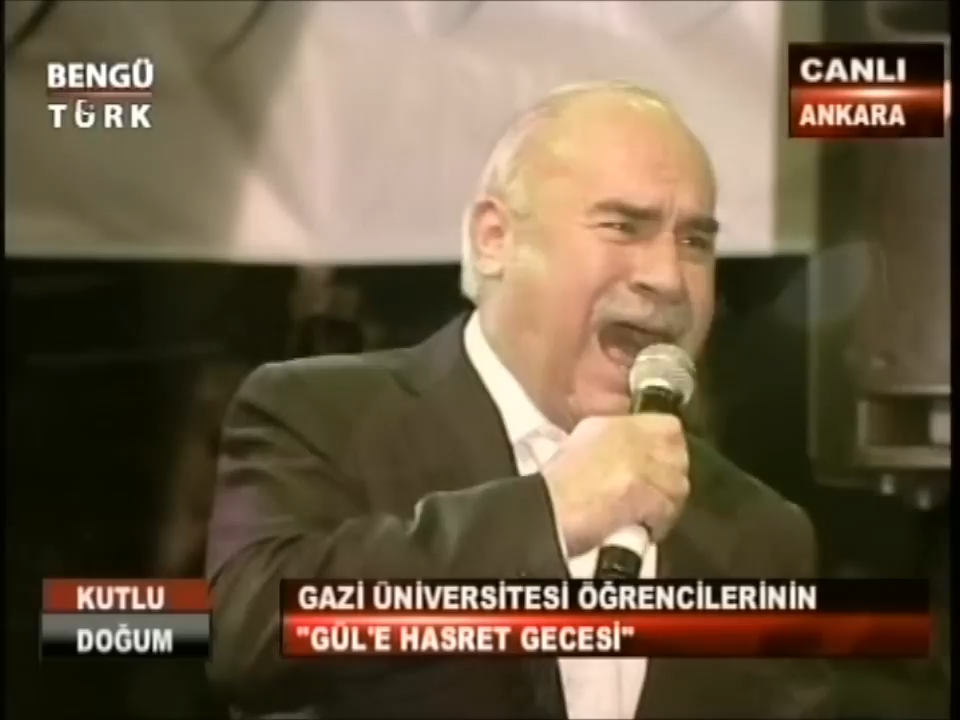 BENGÜ
TÜRK
CANLI
ANKARA
KUTLU
DOĞUM
GAZİ ÜNİVERSİTESİ ÖĞRENCİLERİNİN
"GÜL'E HASRET GECESİ"